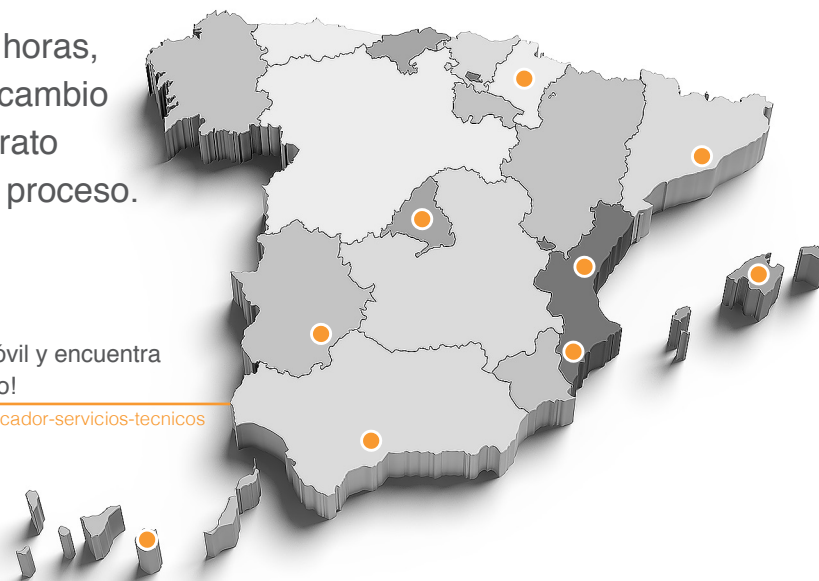 horas,
cambio
rato
proceso.
óvil y encuentra
o!
cador-servicios-tecnicos